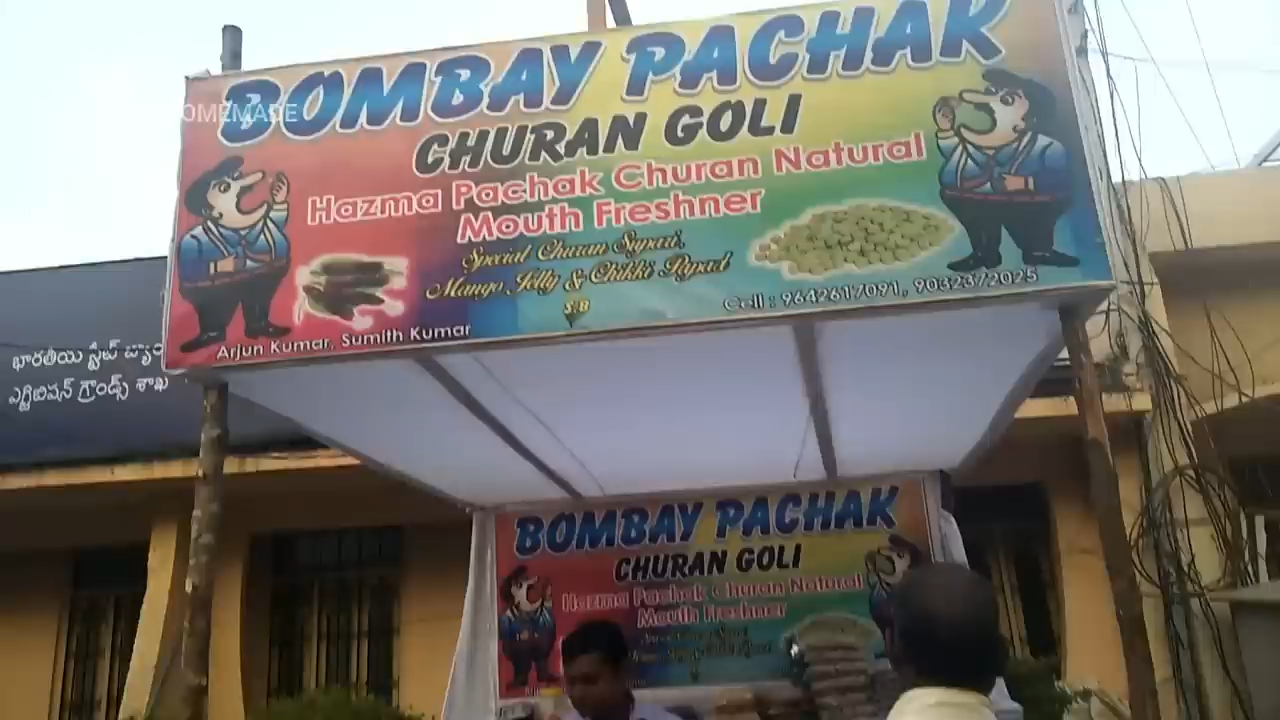 BOMBAY PACHAK
OMEMADE
CHURAN GOLI
Hazma Pachak Churan Natural
Mouth Freshner
Special Churan Supari,
Mango Jelly & Chikki Papad
S.B
Cell : 9642617091, 9032372025
Arjun Kumar, Sumith Kumar
భారతీయ స్టేట్ బ్యాం
ఎగ్జిబిషన్ గ్రౌండ్స్ శాఖ
BOMBAY PACHAK
CHURAN GOLI
Hazma Pachak Churan Natural
Mouth Freshner